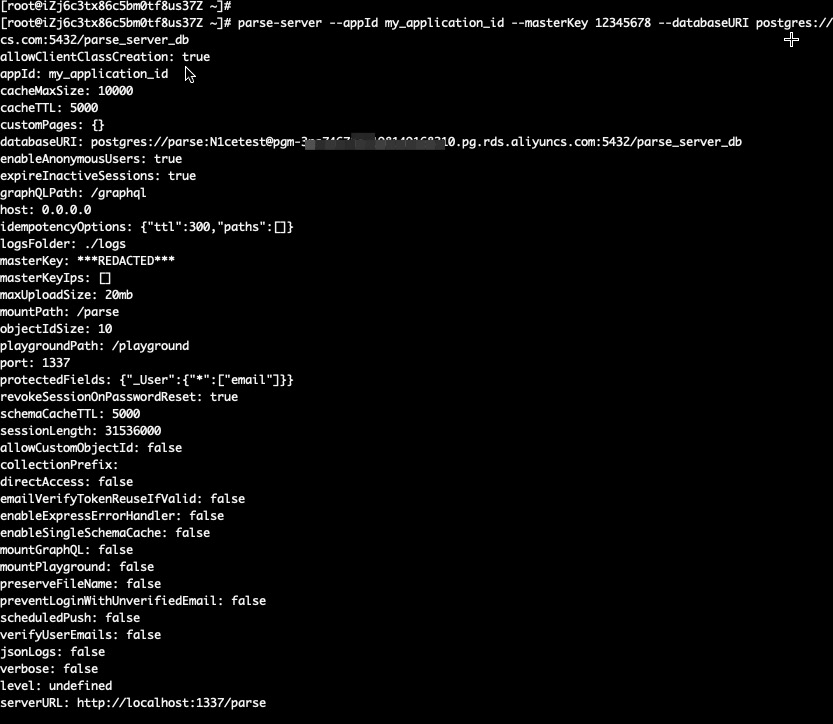 [root@iZj6c3tx86c5bm0tf8us37Z ~]#
[root@iZj6c3tx86c5bm0tf8us37Z ~]# parse-server --appId my_application_id --masterKey 12345678 --databaseURI postgres://
cs.com:5432/parse_server_db
allowClientClassCreation: true
appId: my_application_id
cacheMaxSize: 10000
cacheTTL: 5000
customPages: {}
databaseURI: postgres://parse:N1cetest@pgm-3 10.pg.rds.aliyuncs.com:5432/parse_server_db
enableAnonymousUsers: true
expireInactiveSessions: true
graphQLPath: /graphql
host: 0.0.0.0
idempotencyOptions: {"ttl":300,"paths":[]}
logsFolder: ./logs
masterKey: ***REDACTED***
masterKeyIps: []
maxUploadSize: 20mb
mountPath: /parse
objectIdSize: 10
playgroundPath: /playground
port: 1337
protectedFields: {"_User":{"*":["email"]}}
revokeSessionOnPasswordReset: true
schemaCacheTTL: 5000
sessionLength: 31536000
allowCustomObjectId: false
collectionPrefix:
directAccess: false
emailVerifyTokenReuseIfValid: false
enableExpressErrorHandler: false
enableSingleSchemaCache: false
mountGraphQL: false
mountPlayground: false
preserveFileName: false
preventLoginWithUnverifiedEmail: false
scheduledPush: false
verifyUserEmails: false
jsonLogs: false
verbose: false
level: undefined
serverURL: http://localhost:1337/parse